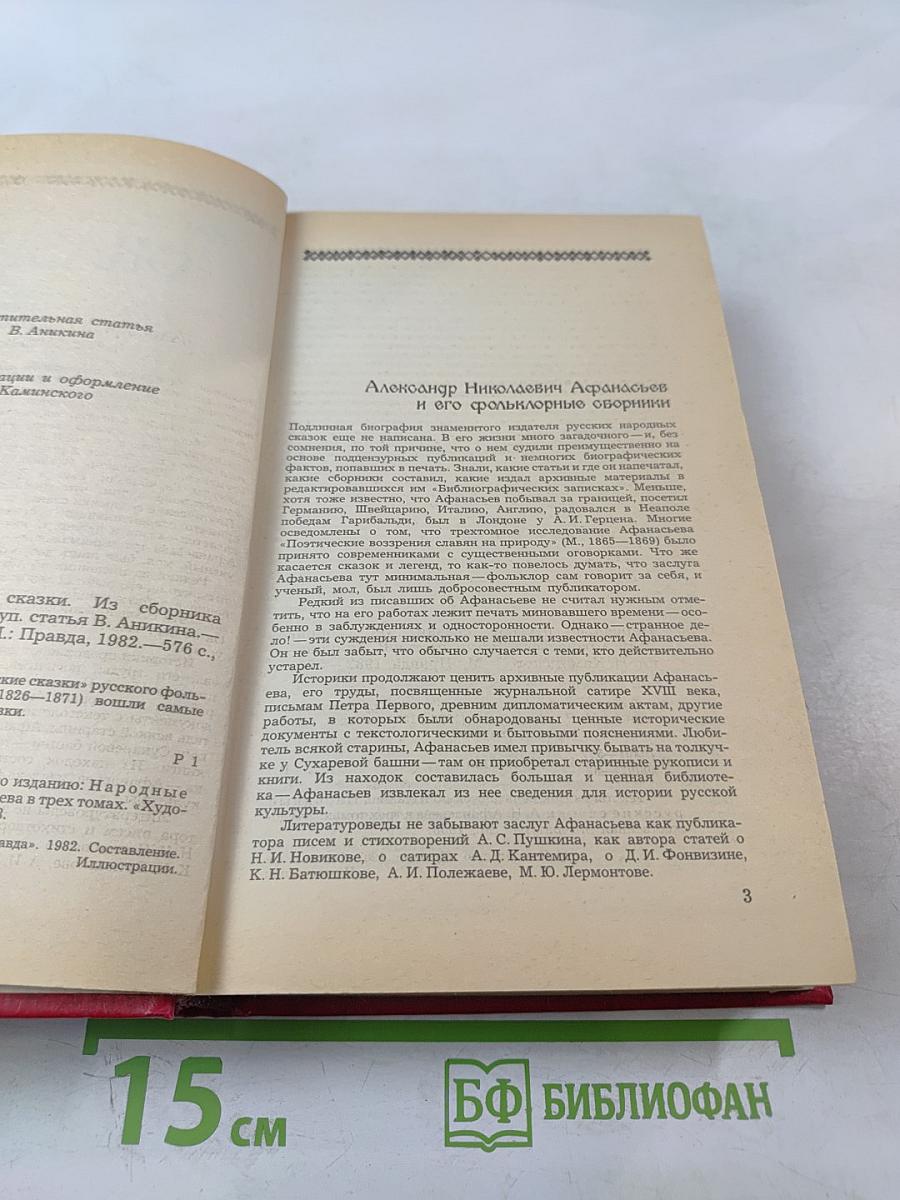 тительная статья
В. Аникина
ации и оформление
Каминского
сказки. Из сборника
уп. статья В. Аникина.—
М.: Правда, 1982.—576 с.,
ские сказки» русского фоль-
1826—1871) вошли самые
зки.
Р 1
о изданию: Народные
ева в трех томах. «Худо-
авда». 1982. Составление.
Иллюстрации.
Александр Николаевич Афанасьев
и его фольклорные сборники
Подлинная биография знаменитого издателя русских народных
сказок еще не написана. В его жизни много загадочного — и, без
сомнения, по той причине, что о нем судили преимущественно на
основе подцензурных публикаций и немногих биографических
фактов, попавших в печать. Знали, какие статьи и где он напечатал,
какие сборники составил, какие издал архивные материалы в
редактировавшихся им «Библиографических записках». Меньше,
хотя тоже известно, что Афанасьев побывал за границей, посетил
Германию, Швейцарию, Италию, Англию, радовался в Неаполе
победам Гарибальди, был в Лондоне у А. И. Герцена. Многие
осведомлены о том, что трехтомное исследование Афанасьева
«Поэтические воззрения славян на природу» (М., 1865—1869) было
принято современниками с существенными оговорками. Что же
касается сказок и легенд, то как-то повелось думать, что заслуга
Афанасьева тут минимальная — фольклор сам говорит за себя, и
ученый, мол, был лишь добросовестным публикатором.
Редкий из писавших об Афанасьеве не считал нужным отме-
тить, что на его работах лежит печать миновавшего времени — осо-
бенно в заблуждениях и односторонности. Однако — странное де-
ло! — эти суждения нисколько не мешали известности Афанасьева.
Он не был забыт, что обычно случается с теми, кто действительно
устарел.
Историки продолжают ценить архивные публикации Афанась-
ева, его труды, посвященные журнальной сатире XVIII века,
письмам Петра Первого, древним дипломатическим актам, другие
работы, в которых были обнародованы ценные исторические
документы с текстологическими и бытовыми пояснениями. Люби-
тель всякой старины, Афанасьев имел привычку бывать на толкуч-
ке у Сухаревой башни — там он приобретал старинные рукописи и
книги. Из находок составилась большая и ценная библиоте-
ка — Афанасьев извлекал из нее сведения для истории русской
культуры.
Литературоведы не забывают заслуг Афанасьева как публика-
тора писем и стихотворений А. С. Пушкина, как автора статей о
Н. И. Новикове, о сатирах А. Д. Кантемира, о Д. И. Фонвизине,
К. Н. Батюшкове, А. И. Полежаеве, М. Ю. Лермонтове.
3
15 см
БФ БИБЛИОФАН